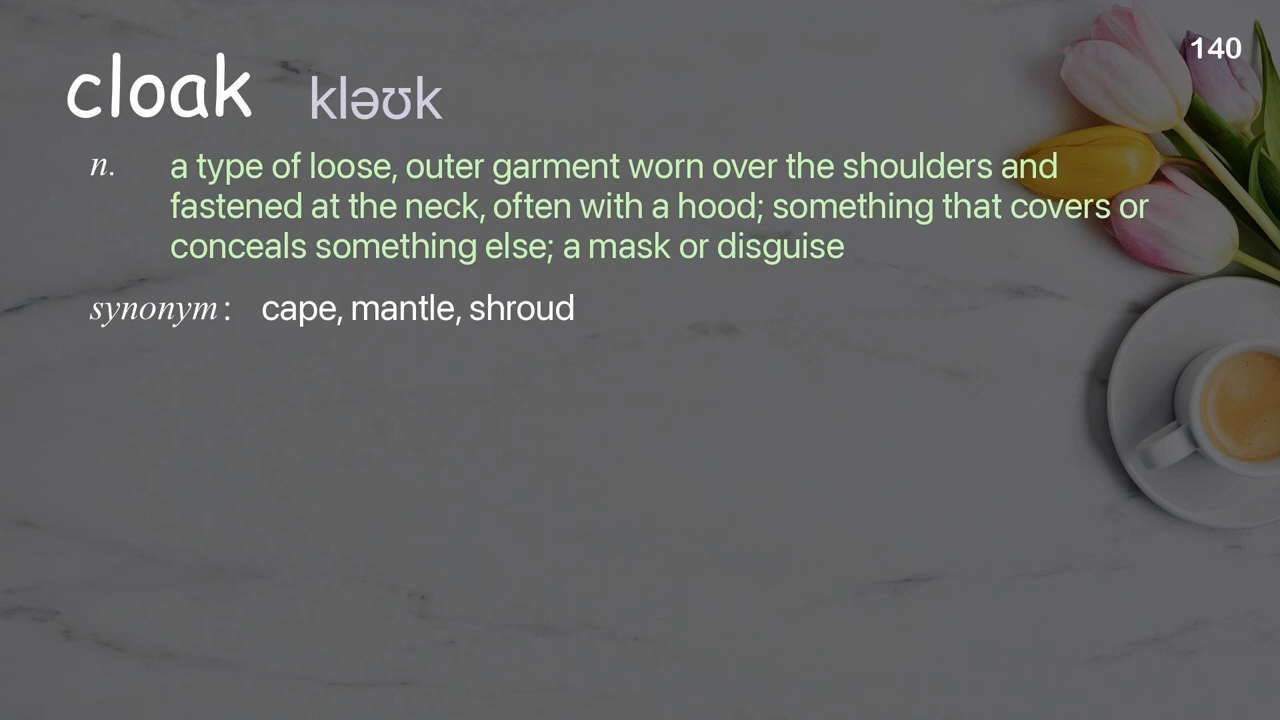 140
cloak kləʊk
n. a type of loose, outer garment worn over the shoulders and
fastened at the neck, often with a hood; something that covers or
conceals something else; a mask or disguise
synonym: cape, mantle, shroud